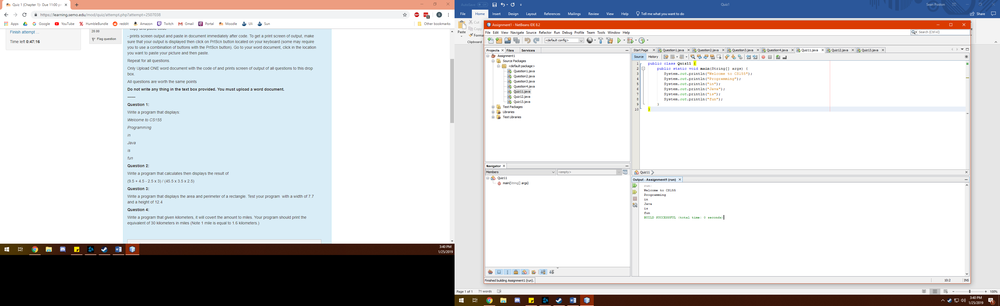 Quiz 1 (Chapter 1)- Due 11:00 pm
https://learning.semo.edu/mod/quiz/attempt.php?attempt=2507038
Apps Google YouTube HumbleBundle reddit Amazon Twitch Gmail Portal Moodle Uli Sun Other bookmarks
Finish attempt ...
Time left 0:47:16
20.00
Flag question
- copy and paste code
- prints screen output and paste in document immediately after code. To get a print screen of output, make
sure that your output is displayed then click on PrtScn button located on your keyboard (some may require
you to use a combination of buttons with the PrtScn button). Go to your word document, click in the location
you want to paste your picture and then paste.
Repeat for all questions.
Only Upload ONE word document with the code of and prints screen of output of all questions to this drop
box.
All questions are worth the same points
Do not write any thing in the text box provided. You must upload a word document.
------
Question 1:
Write a program that displays:
Welcome to CS155
Programming
in
Java
is
fun
Question 2:
Write a program that calculates then displays the result of
(9.5 + 4.5 - 2.5 x 3) / (45.5 x 3.5 x 2.5)
Question 3:
Write a program that displays the area and perimeter of a rectangle. Test your program  with a width of 7.7
and a height of 12.4
Question 4:
Write a program that given kilometers, it will covert the amount to miles. Your program should print the
equivalent of 30 kilometers in miles (Note 1 mile is equal to 1.6 kilometers.)
3:40 PM
1/25/2019
AutoSave Off Quiz1 Sean Poston
File Home Insert Design Layout References Mailings Review View Help Tell me what you want to do Share
Paste
Cut
Copy
Forma
Clipboard
Assignment1 - NetBeans IDE 8.2
File Edit View Navigate Source Refactor Run Debug Profile Team Tools Window Help Search (Ctrl+I)
<default config>
Projects Files Services
Assignment1
Source Packages
<default package>
Question1.java
Question2.java
Question3.java
Question4.java
Quiz11.java
Quiz12.java
Quiz13.java
Test Packages
Libraries
Test Libraries
Navigator
Members <empty>
Quiz11
main(String[] args)
Start Page Question1.java Question2.java Question3.java Question4.java Quiz11.java Quiz12.java Quiz13.java
Source History
1 public class Quiz11 {
2 public static void main(String[] args) {
3 System.out.println("Welcome to CS155");
4 System.out.println("Programming");
5 System.out.println("in");
6 System.out.println("Java");
7 System.out.println("is");
8 System.out.println("fun");
9 }
10 }
Quiz11
Output - Assignment1 (run)
run:
Welcome to CS155
Programming
in
Java
is
fun
BUILD SUCCESSFUL (total time: 0 seconds)
Finished building Assignment1 (run).
10:2 INS
Page 1 of 1 71 words 100%
3:40 PM
1/25/2019